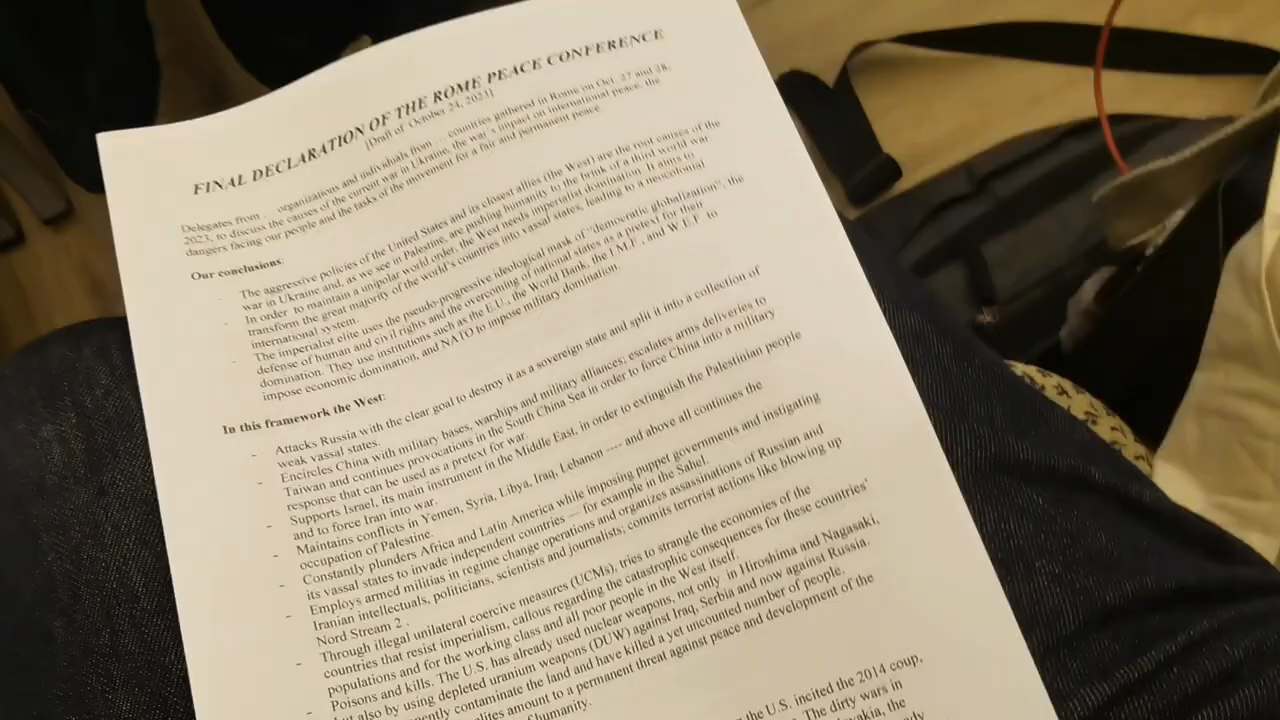 FINAL DECLARATION OF THE ROME PEACE CONFERENCE
[Draft of October 24, 2023]
Delegates from ... organizations and individuals from ... countries gathered in Rome on Oct. 27 and 28,
2023, to discuss the causes of the current war in Ukraine, the war's impact on international peace, the
dangers facing our people and the tasks of the movement for a fair and permanent peace.
Our conclusions:
- The aggressive policies of the United States and its closest allies (the West) are the root causes of the
war in Ukraine and, as we see in Palestine, are pushing humanity to the brink of a third world war.
- In order to maintain a unipolar world order, the West needs imperialist domination. It aims to
transform the great majority of the world's countries into vassal states, leading to a neocolonial
international system.
- The imperialist elite uses the pseudo-progressive ideological mask of "democratic globalization", the
defense of human and civil rights and the overcoming of national states as a pretext for their
domination. They use institutions such as the E.U., the World Bank, the I.M.F., and W.E.F. to
impose economic domination, and NATO to impose military domination.
In this framework the West:
- Attacks Russia with the clear goal to destroy it as a sovereign state and split it into a collection of
weak vassal states.
- Encircles China with military bases, warships and military alliances; escalates arms deliveries to
Taiwan and continues provocations in the South China Sea in order to force China into a military
response that can be used as a pretext for war.
- Supports Israel, its main instrument in the Middle East, in order to extinguish the Palestinian people
and to force Iran into war.
- Maintains conflicts in Yemen, Syria, Libya, Iraq, Lebanon ---- and above all continues the
occupation of Palestine.
- Constantly plunders Africa and Latin America while imposing puppet governments and instigating
its vassal states to invade independent countries — for example in the Sahel.
- Employs armed militias in regime change operations and organizes assassinations of Russian and
Iranian intellectuals, politicians, scientists and journalists; commits terrorist actions like blowing up
Nord Stream 2 .
- Through illegal unilateral coercive measures (UCMs), tries to strangle the economies of the
countries that resist imperialism, callous regarding the catastrophic consequences for these countries'
populations and for the working class and all poor people in the West itself.
- Poisons and kills. The U.S. has already used nuclear weapons, not only in Hiroshima and Nagasaki,
but also by using depleted uranium weapons (DUW) against Iraq, Serbia and now against Russia.
contaminate the land and have killed a yet uncounted number of people.
amount to a permanent threat against peace and development of the
of humanity.
the U.S. incited the 2014 coup,
The dirty wars in
the